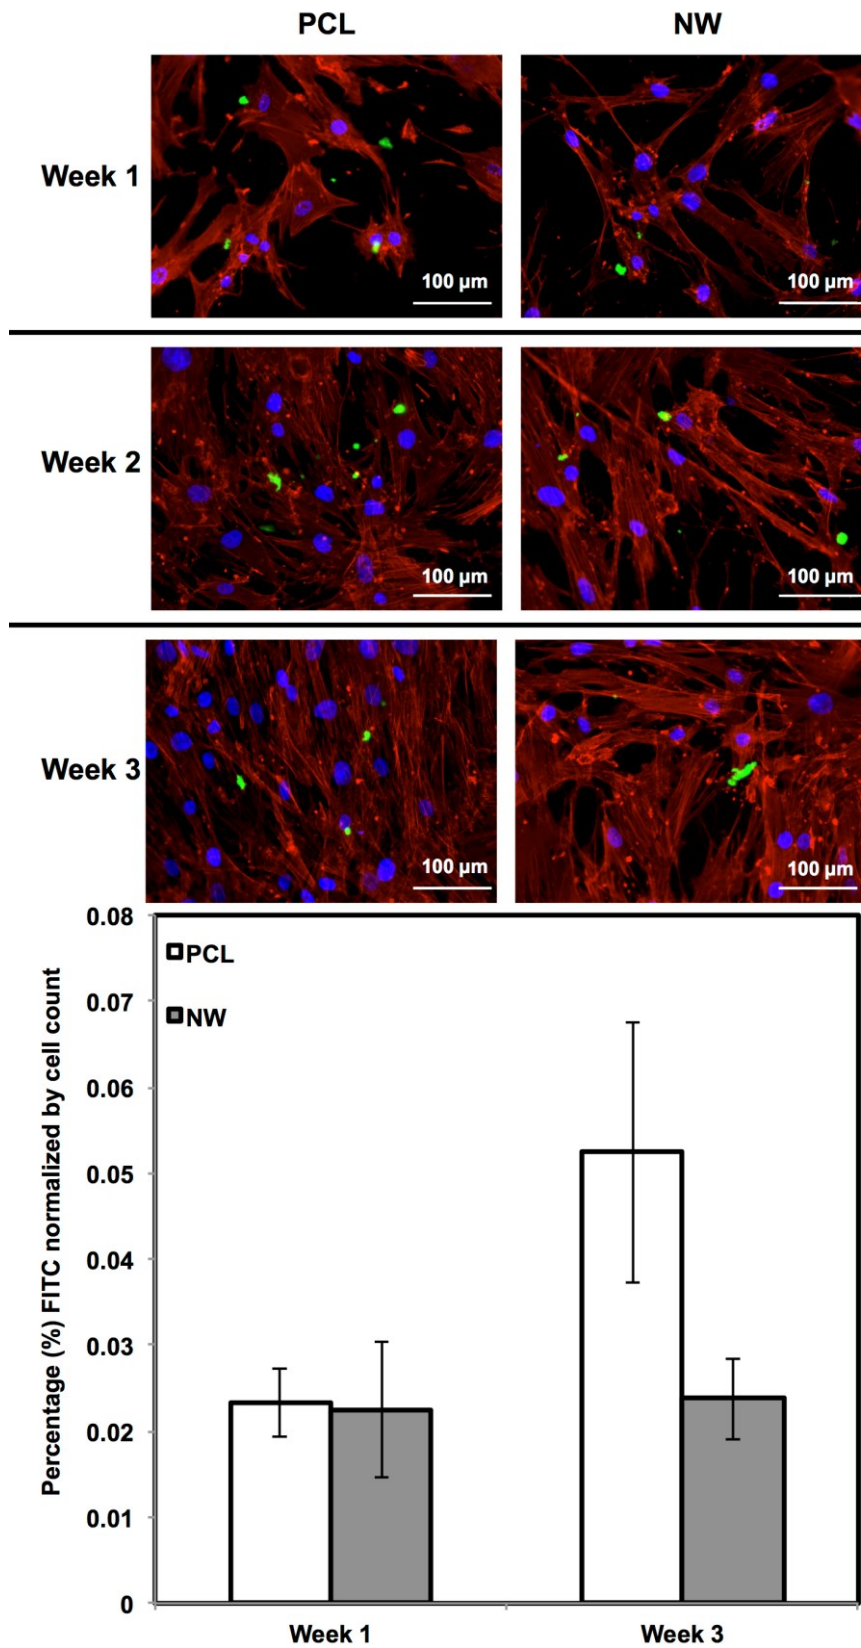 PCL NW
Week 1
100 µm 100 µm
Week 2
100 µm 100 µm
Week 3
100 µm 100 µm
Percentage (%) FITC normalized by cell count
0.08
0.07
0.06
0.05
0.04
0.03
0.02
0.01
0
PCL
NW
Week 1 Week 3